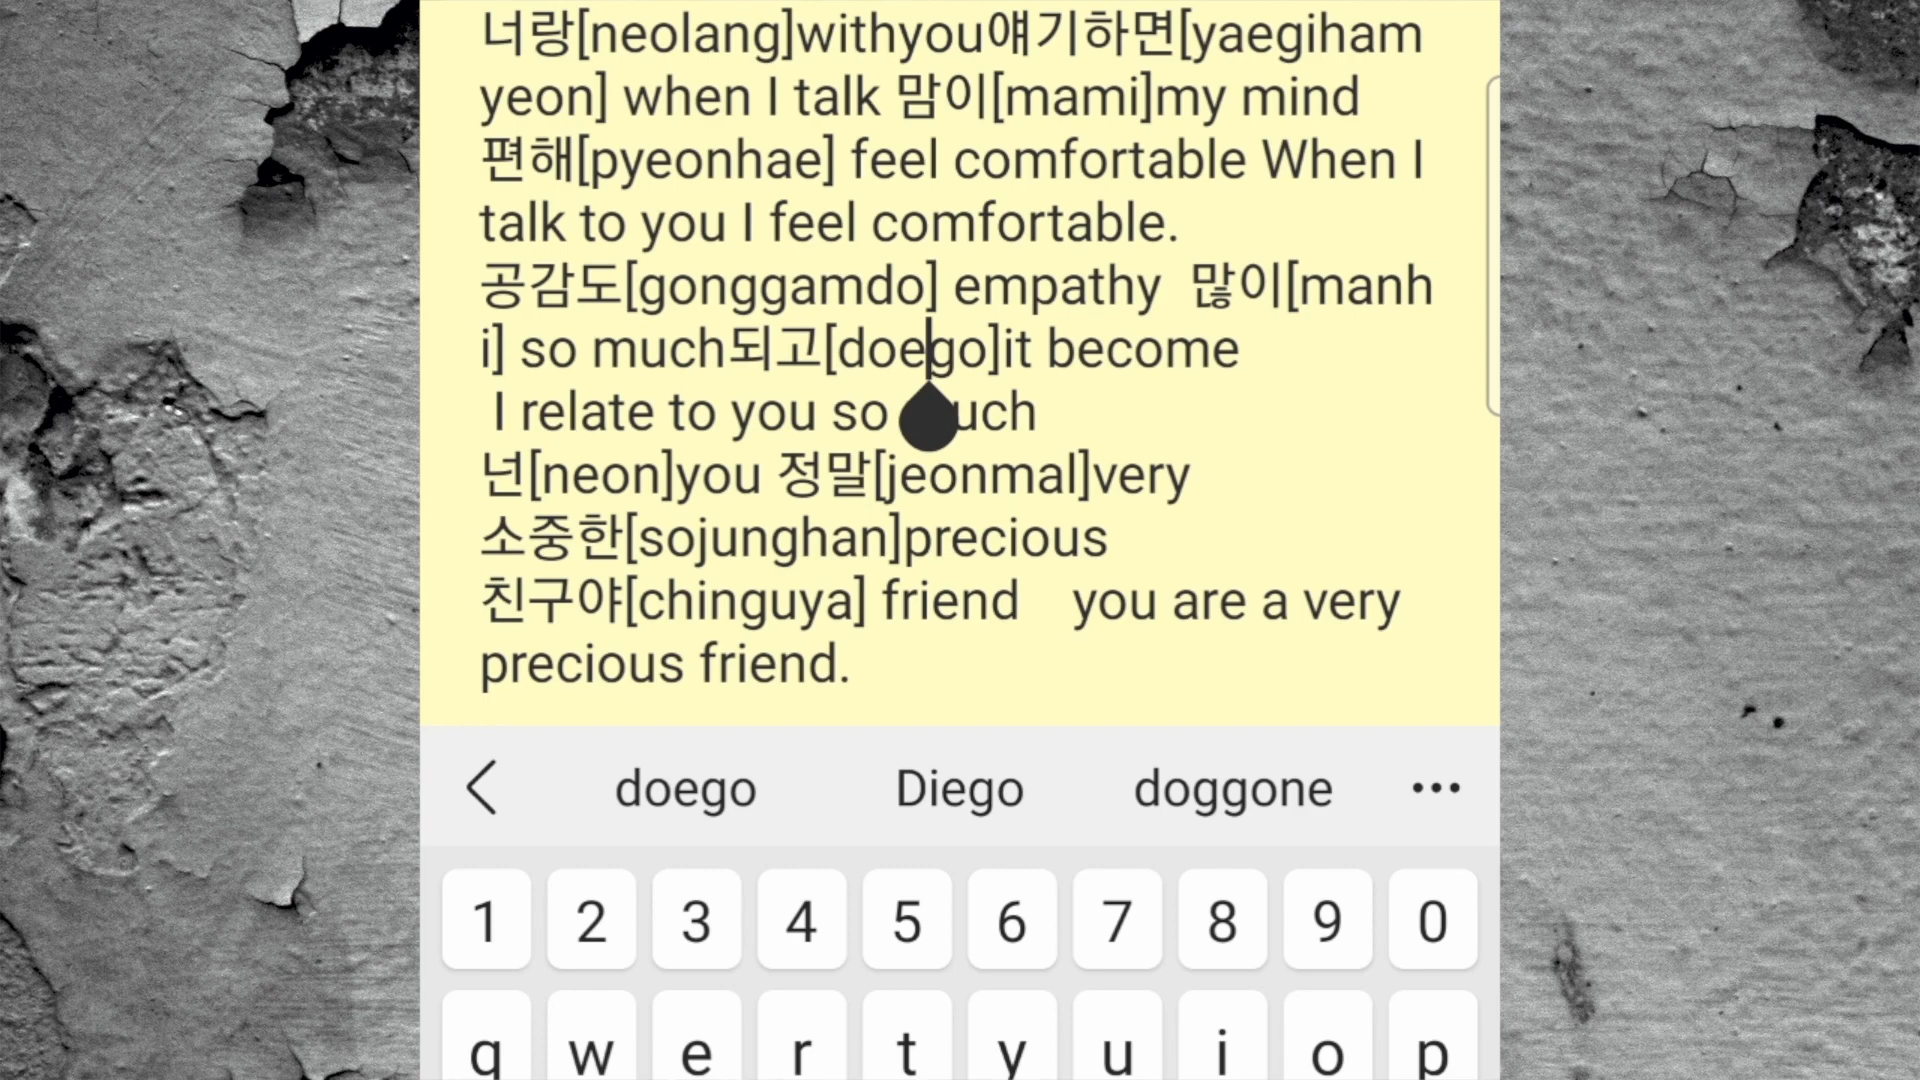 너랑[neolang]withyou얘기하면[yaegiham
yeon] when I talk 맘이[mami]my mind
편해[pyeonhae] feel comfortable When I
talk to you I feel comfortable.
공감도[gonggamdo] empathy 많이[manh
i] so much되고[doego]it become
I relate to you so uch
넌[neon]you 정말[jeonmal]very
소중한[sojunghan]precious
친구야[chinguya] friend you are a very
precious friend.
doego Diego doggone
1 2 3 4 5 6 7 8 9 0
q w e r t y u i o p